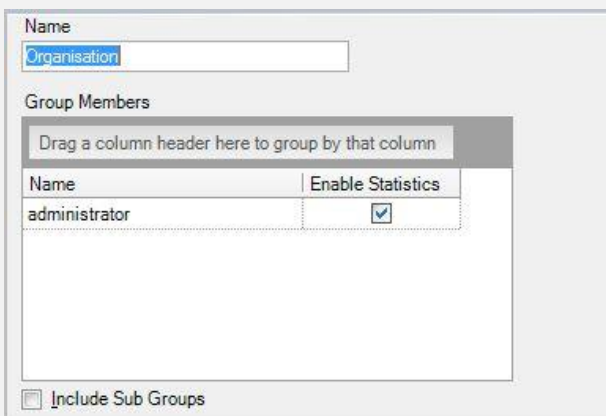 Name
Organisation
Group Members
Drag a column header here to group by that column
Name Enable Statistics
administrator
Include Sub Groups